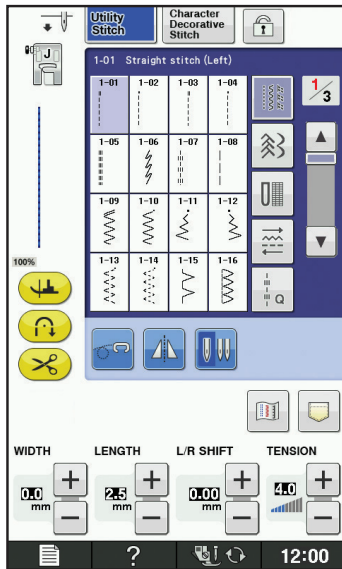 Utility Stitch
Character Decorative Stitch
J
1-01 Straight stitch (Left)
1-01 1-02 1-03 1-04
1/3
1-05 1-06 1-07 1-08
1-09 1-10 1-11 1-12
1-13 1-14 1-15 1-16
Q
100%
WIDTH LENGTH L/R SHIFT TENSION
0.0 mm 2.5 mm 0.00 mm 4.0
? 12:00